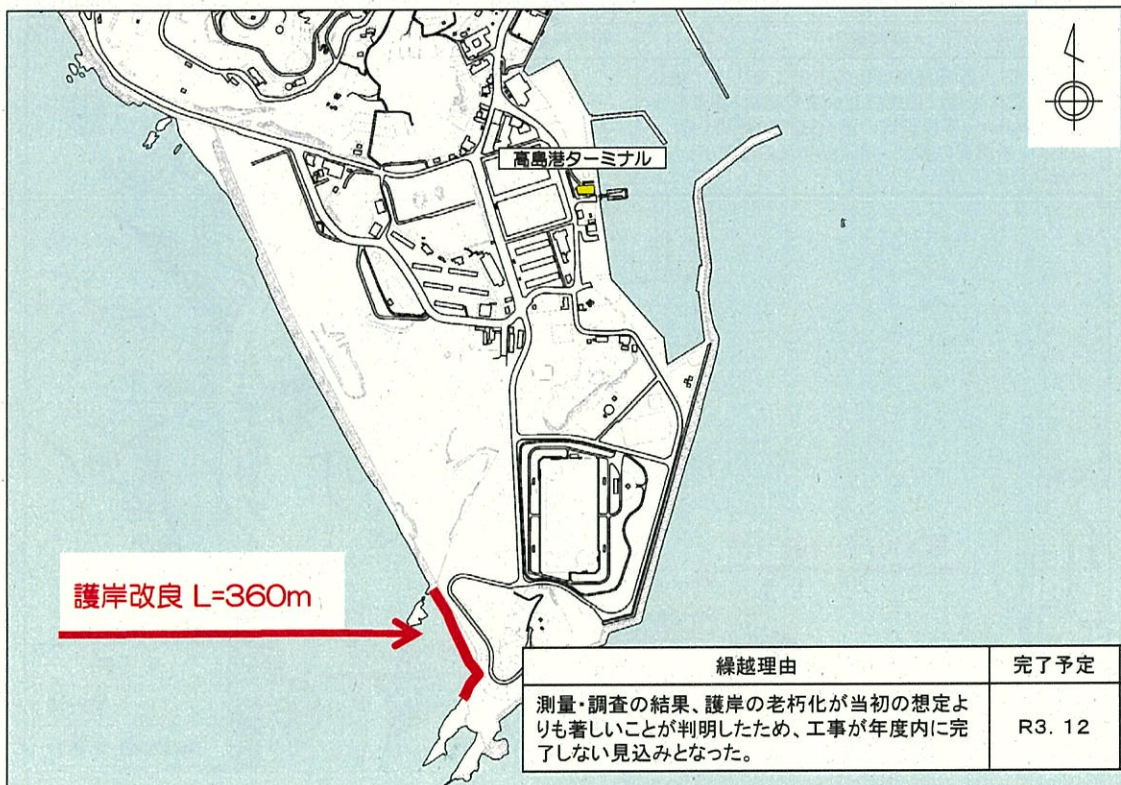 高島港ターミナル
護岸改良 L=360m
繰越理由 完了予定
測量・調査の結果、護岸の老朽化が当初の想定よ
りも著しいことが判明したため、工事が年度内に完
了しない見込みとなった。
R3. 12